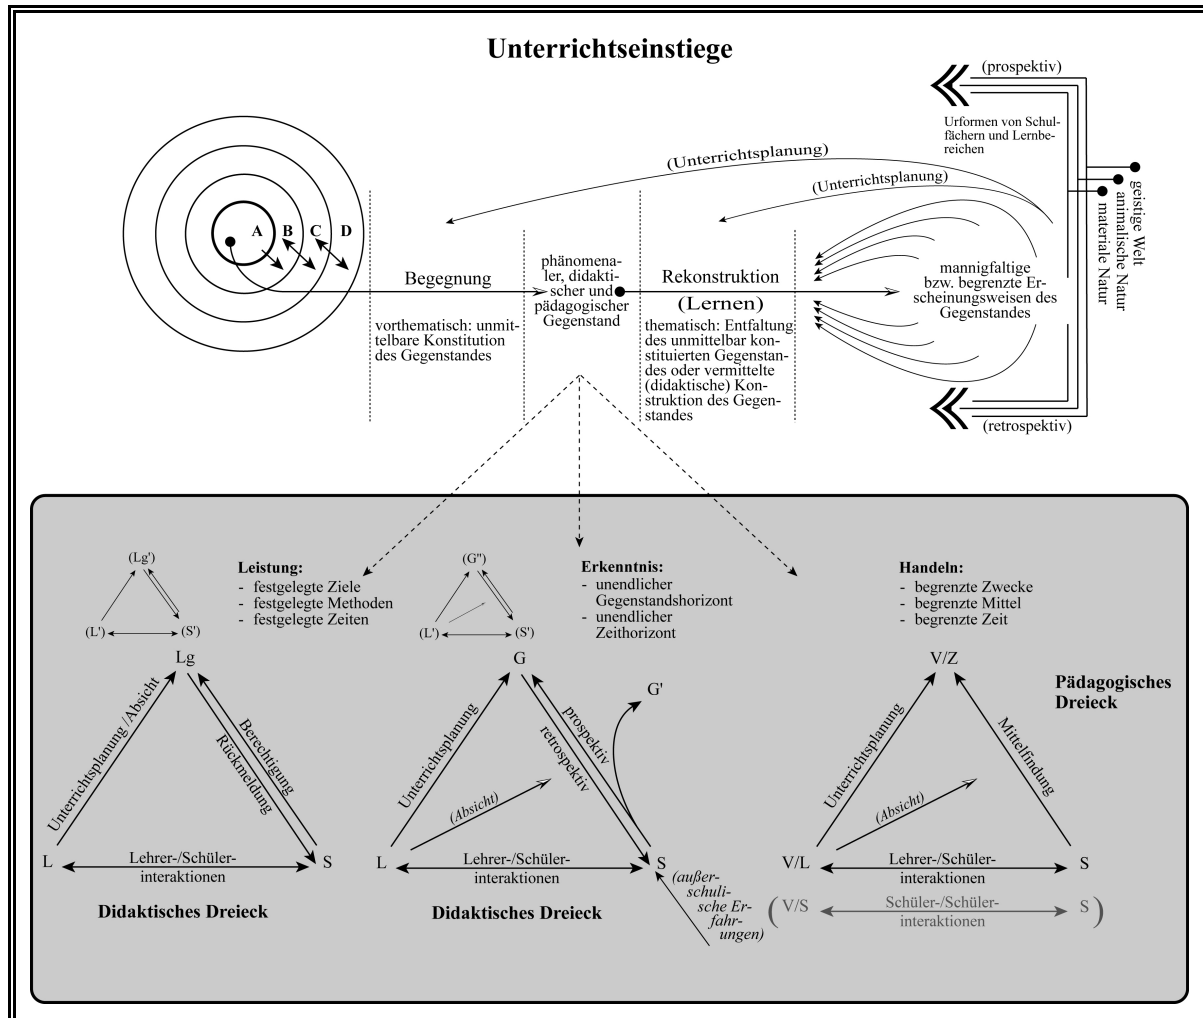 Unterrichtseinstiege
(prospektiv)
Urformen von Schul-
fächern und Lernbe-
reichen
(Unterrichtsplanung)
(Unterrichtsplanung)
geistige Welt
animalische Natur
materiale Natur
A B C D
Begegnung
vorthematisch: unmit-
telbare Konstitution
des Gegenstandes
phänomena-
ler, didakti-
scher und
pädagogischer
Gegenstand
Rekonstruktion
(Lernen)
thematisch: Entfaltung
des unmittelbar kon-
stituierten Gegenstan-
des oder vermittelte
(didaktische) Kon-
struktion des Gegen-
standes
mannigfaltige
bzw. begrenzte Er-
scheinungsweisen des
Gegenstandes
(retrospektiv)
(Lg')
(L')
(S')
Leistung:
- festgelegte Ziele
- festgelegte Methoden
- festgelegte Zeiten
Lg
Unterrichtsplanung /Absicht
Berechtigung
Rückmeldung
L
Lehrer-/Schüler-
interaktionen
S
Didaktisches Dreieck
(G'')
(L')
(S')
Erkenntnis:
- unendlicher
Gegenstandshorizont
- unendlicher
Zeithorizont
G
G'
Unterrichtsplanung
prospektiv
retrospektiv
(Absicht)
L
Lehrer-/Schüler-
interaktionen
S
(außer-
schuli-
sche Er-
fahr-
ungen)
Didaktisches Dreieck
Handeln:
- begrenzte Zwecke
- begrenzte Mittel
- begrenzte Zeit
V/Z
Pädagogisches
Dreieck
Unterrichtsplanung
Mittelfindung
(Absicht)
V/L
Lehrer-/Schüler-
interaktionen
S
( V/S
Schüler-/Schüler-
interaktionen
S )